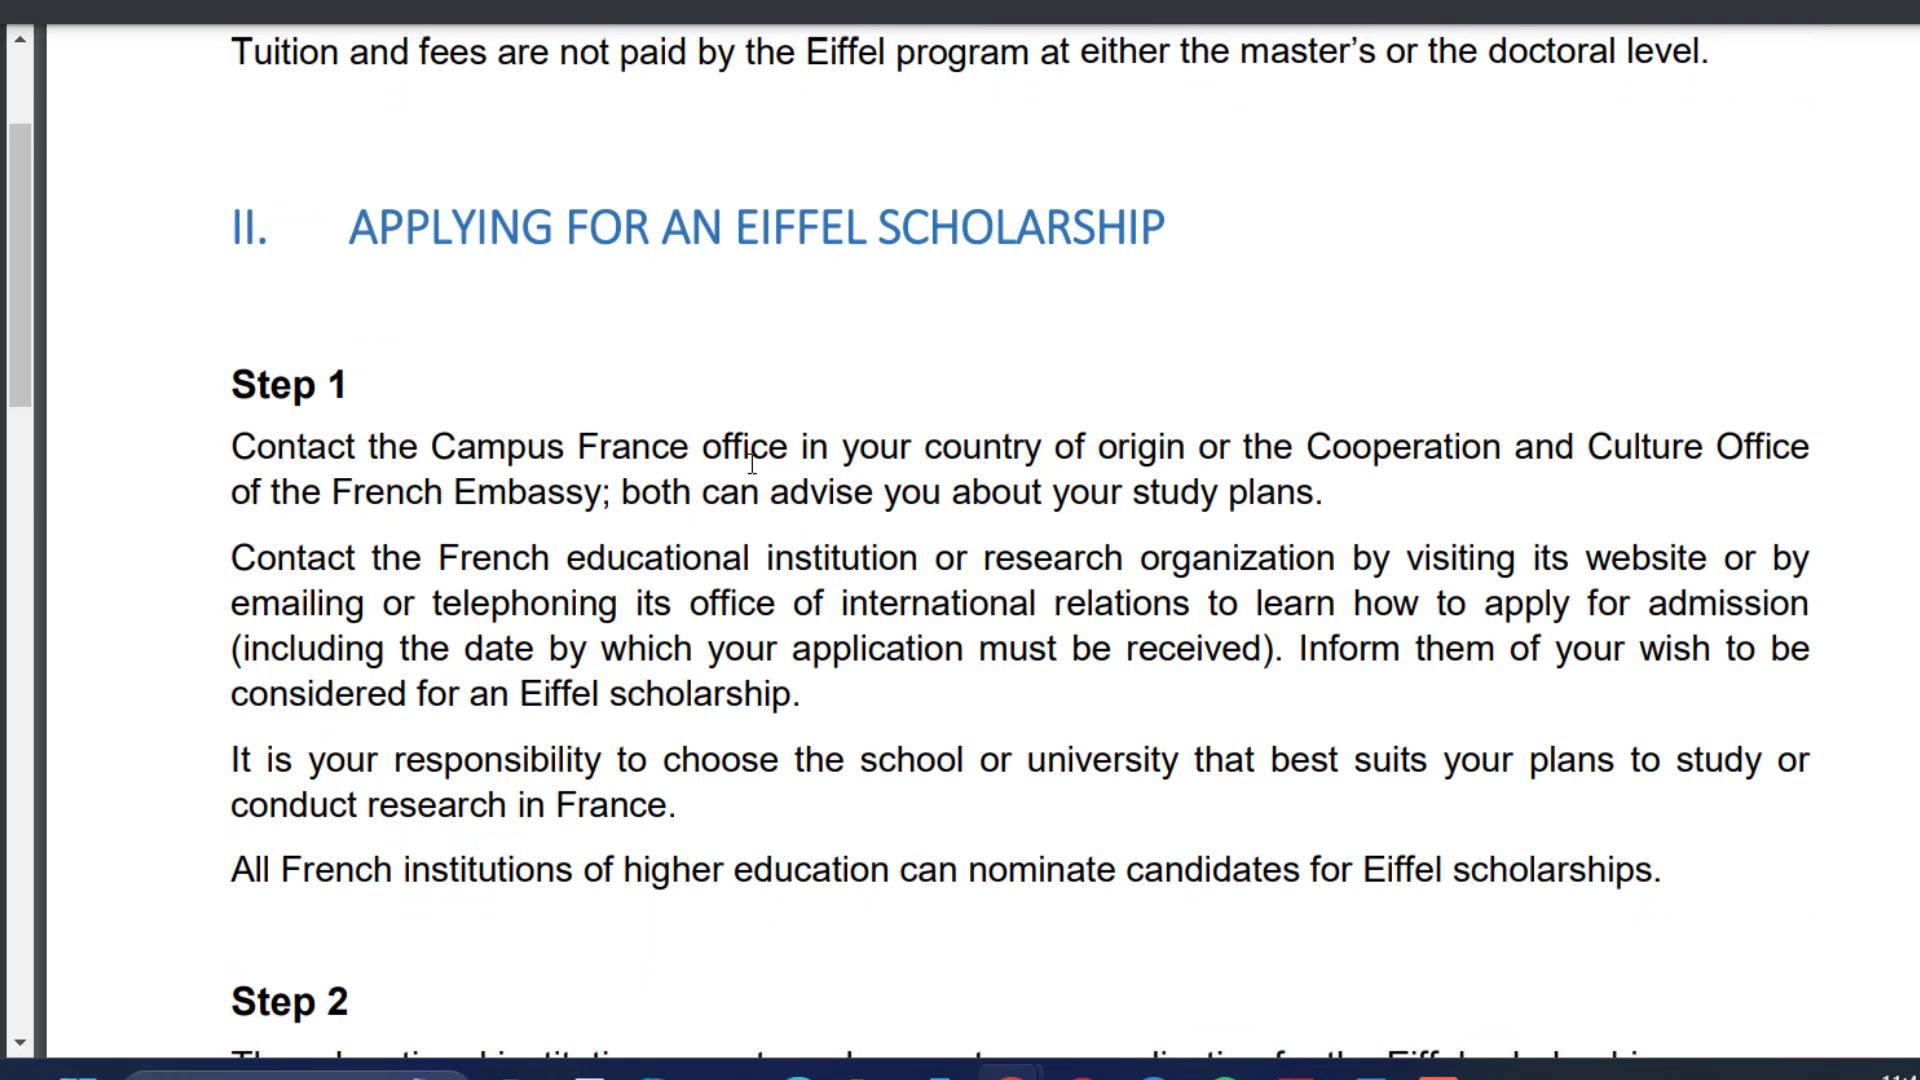 Tuition and fees are not paid by the Eiffel program at either the master’s or the doctoral level.
II. APPLYING FOR AN EIFFEL SCHOLARSHIP
Step 1
Contact the Campus France office in your country of origin or the Cooperation and Culture Office
of the French Embassy; both can advise you about your study plans.
Contact the French educational institution or research organization by visiting its website or by
emailing or telephoning its office of international relations to learn how to apply for admission
(including the date by which your application must be received). Inform them of your wish to be
considered for an Eiffel scholarship.
It is your responsibility to choose the school or university that best suits your plans to study or
conduct research in France.
All French institutions of higher education can nominate candidates for Eiffel scholarships.
Step 2